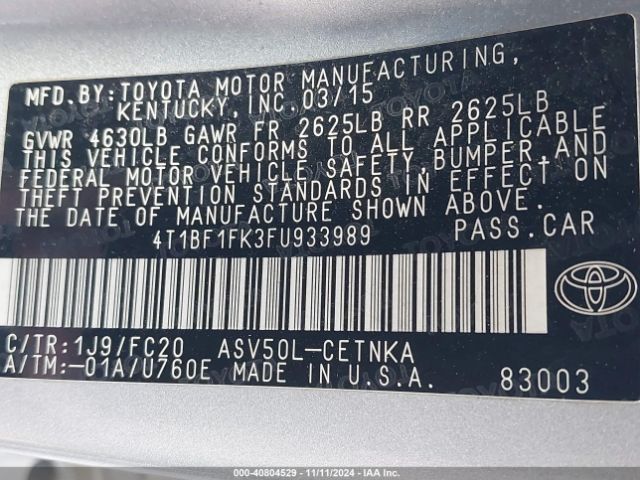 MFD. BY: TOYOTA MOTOR MANUFACTURING,
KENTUCKY, INC. 03/15
GVWR 4630LB GAWR FR 2625LB RR 2625LB
THIS VEHICLE CONFORMS TO ALL APPLICABLE
FEDERAL MOTOR VEHICLE SAFETY, BUMPER, AND
THEFT PREVENTION STANDARDS IN EFFECT ON
THE DATE OF MANUFACTURE SHOWN ABOVE.
4T1BF1FK3FU933989 PASS.CAR
C/TR: 1J9/FC20 ASV50L-CETNKA
A/TM:-01A/U760E MADE IN U.S.A. 83003
TOYOTA
000-40804529 - 11/11/2024 - IAA Inc.